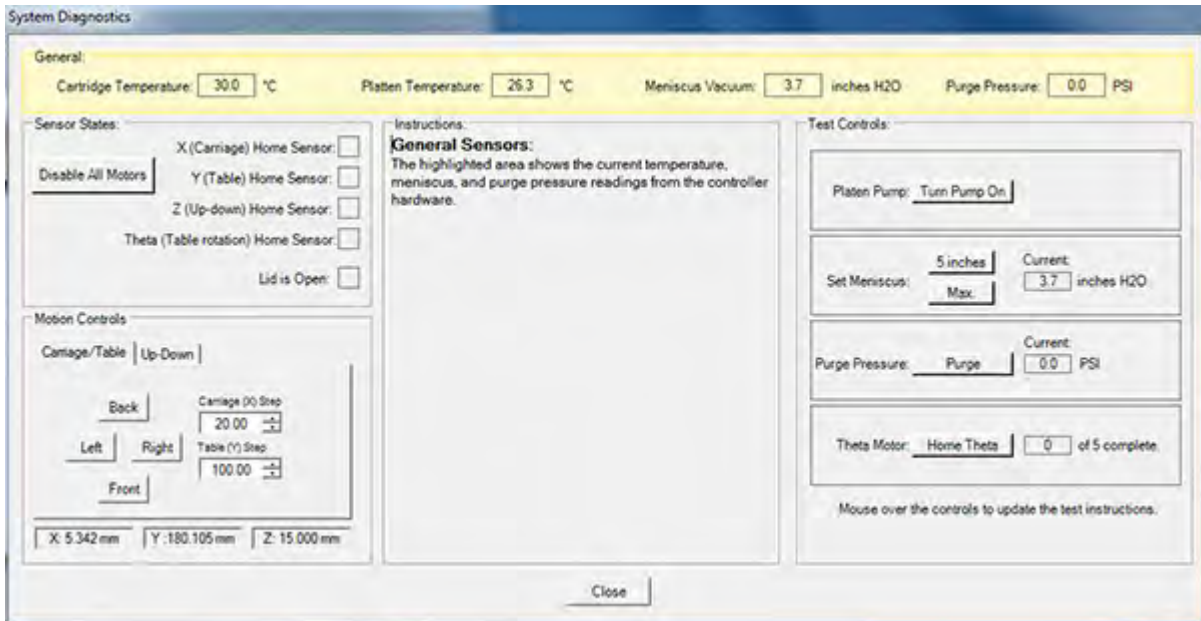 System Diagnostics
General:
Cartridge Temperature: 30.0 °C Platten Temperature: 26.3 °C Meniscus Vacuum: 3.7 inches H2O Purge Pressure: 0.0 PSI
Sensor States:
X (Carriage) Home Sensor:
Disable All Motors
Y (Table) Home Sensor:
Z (Up-down) Home Sensor:
Theta (Table rotation) Home Sensor:
Lid is Open:
Motion Controls
Carriage/Table Up-Down
Back
Left Right
Front
Carriage (X) Step
20.00
Table (Y) Step
100.00
X: 5.342 mm Y :180.105 mm Z: 15.000 mm
Instructions:
General Sensors:
The highlighted area shows the current temperature,
meniscus, and purge pressure readings from the controller
hardware.
Test Controls:
Platen Pump: Turn Pump On
Set Meniscus: 5 inches Max. Current: 3.7 inches H2O
Purge Pressure: Purge Current: 0.0 PSI
Theta Motor: Home Theta 0 of 5 complete.
Mouse over the controls to update the test instructions.
Close